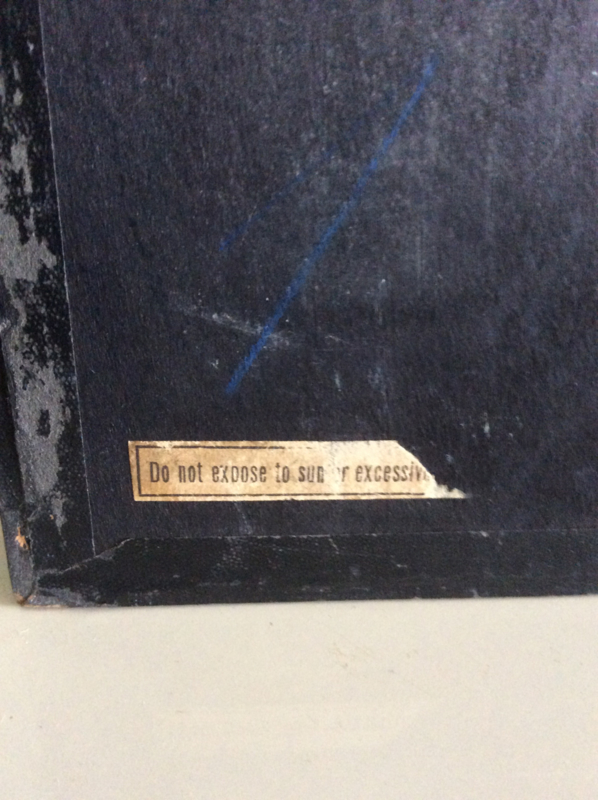 Do not expose to sun or excessiv